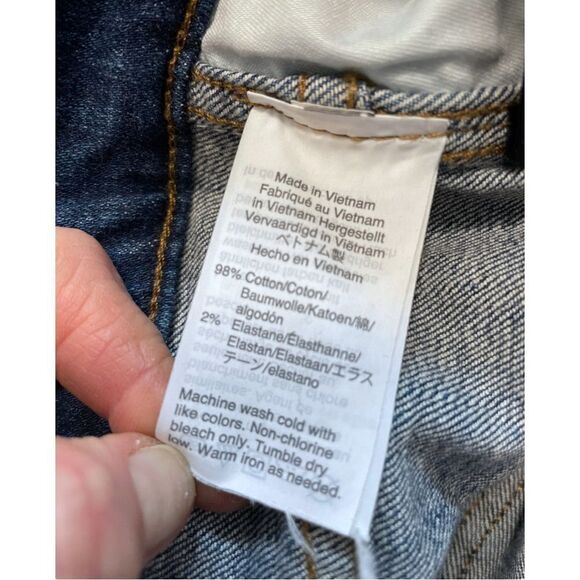 Made in Vietnam
Fabriqué au Vietnam
in Vietnam Hergestellt
Vervaardigd in Vietnam
ベトナム製
Hecho en Vietnam
98% Cotton/Coton/
Baumwolle/Katoen/綿/
algodón
2% Elastane/Élasthanne/
Elastan/Elastaan/エラス
テーン/elastano
Machine wash cold with
like colors. Non-chlorine
bleach only. Tumble dry
low. Warm iron as needed.